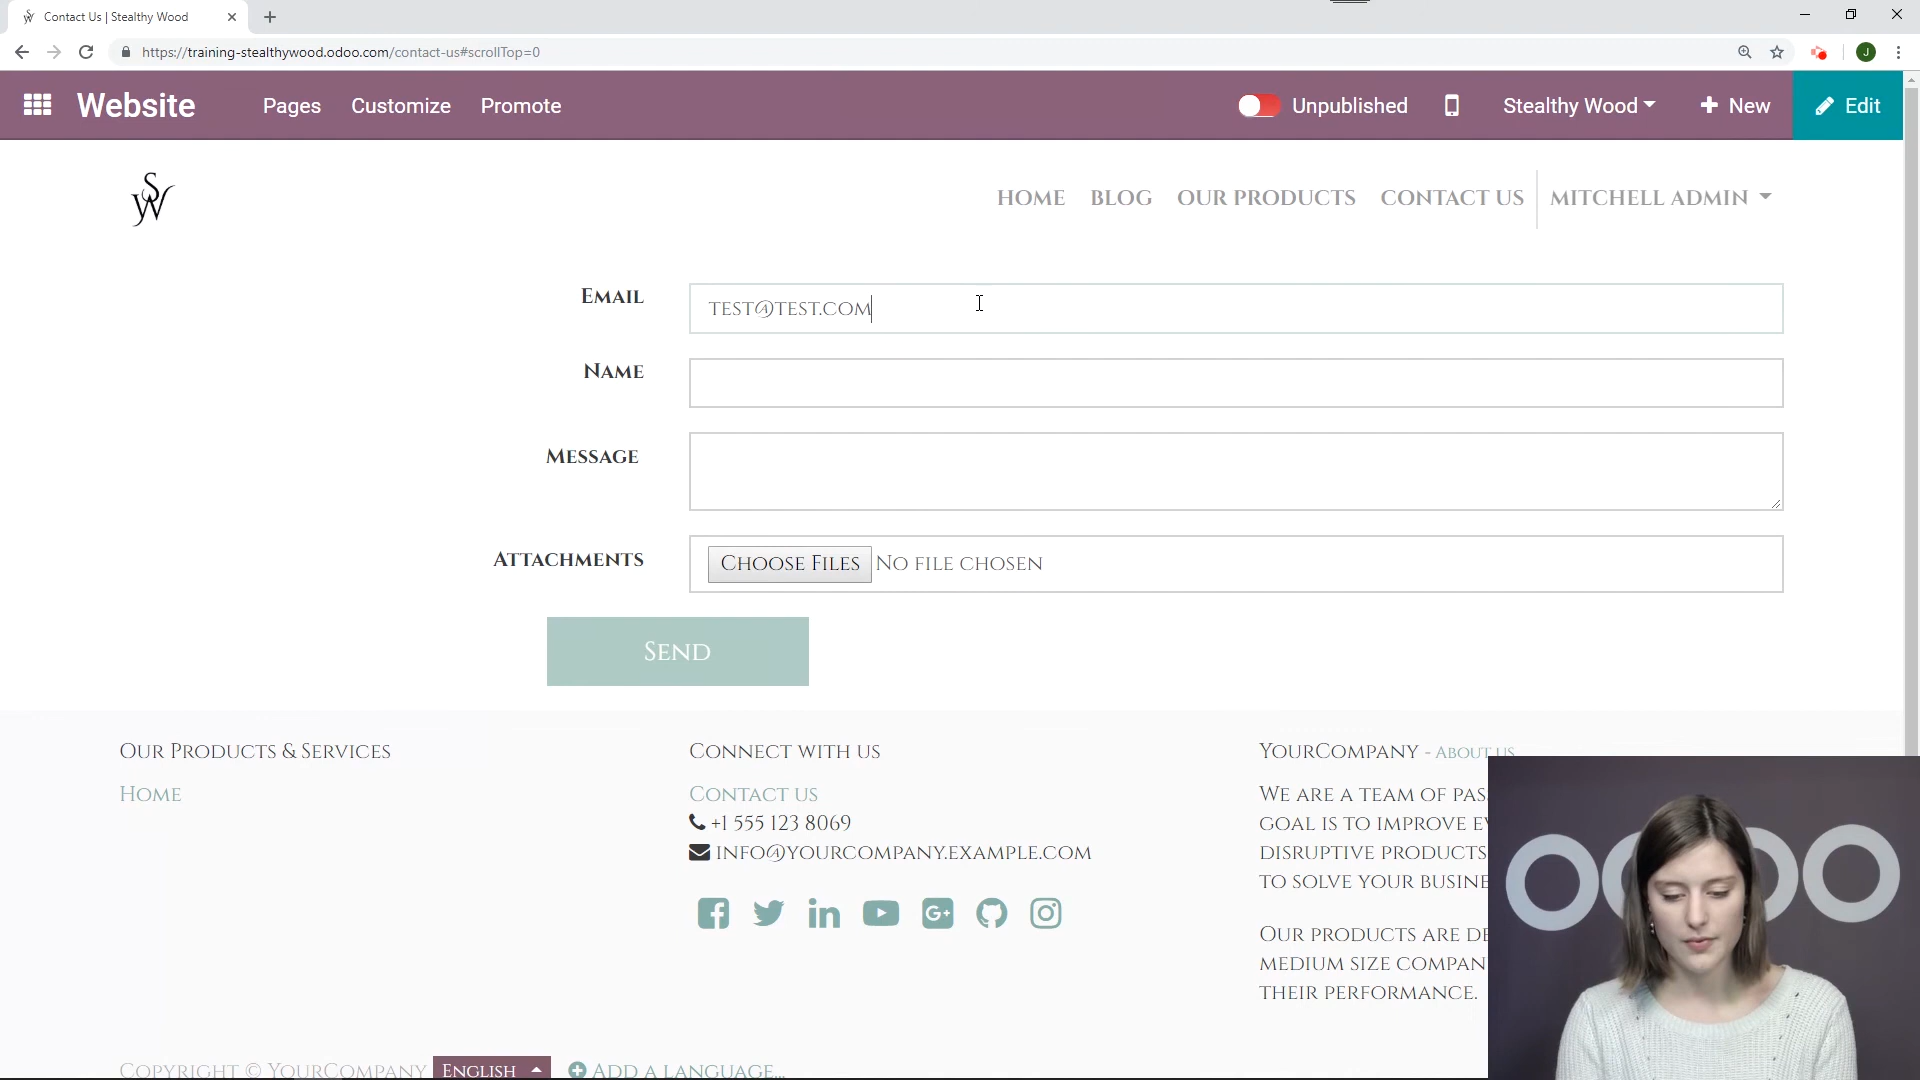 Contact Us | Stealthy Wood
https://training-stealthywood.odoo.com/contact-us#scrollTop=0
J
Website Pages Customize Promote Unpublished Stealthy Wood New Edit
SW HOME BLOG OUR PRODUCTS CONTACT US MITCHELL ADMIN
Email TEST@TEST.COM
Name
Message
Attachments Choose Files No file chosen
Send
Our Products & Services
Home
Connect with us
Contact us
+1 555 123 8069
info@yourcompany.example.com
YourCompany - About us
We are a team of pas
goal is to improve e
disruptive products
to solve your busine
Our products are de
medium size compan
their performance.
Copyright © YourCompany English Add a language...
odoo